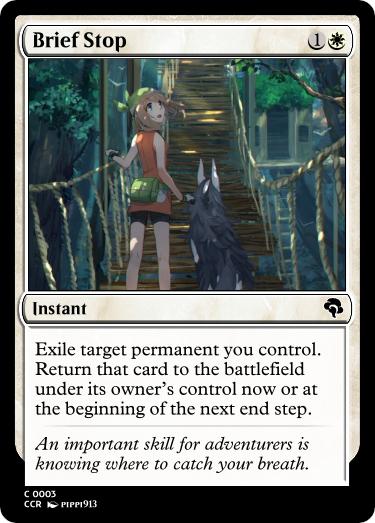 Brief Stop 1
Instant
Exile target permanent you control.
Return that card to the battlefield
under its owner's control now or at
the beginning of the next end step.
An important skill for adventurers is
knowing where to catch your breath.
C 0003
CCR PIPPI913